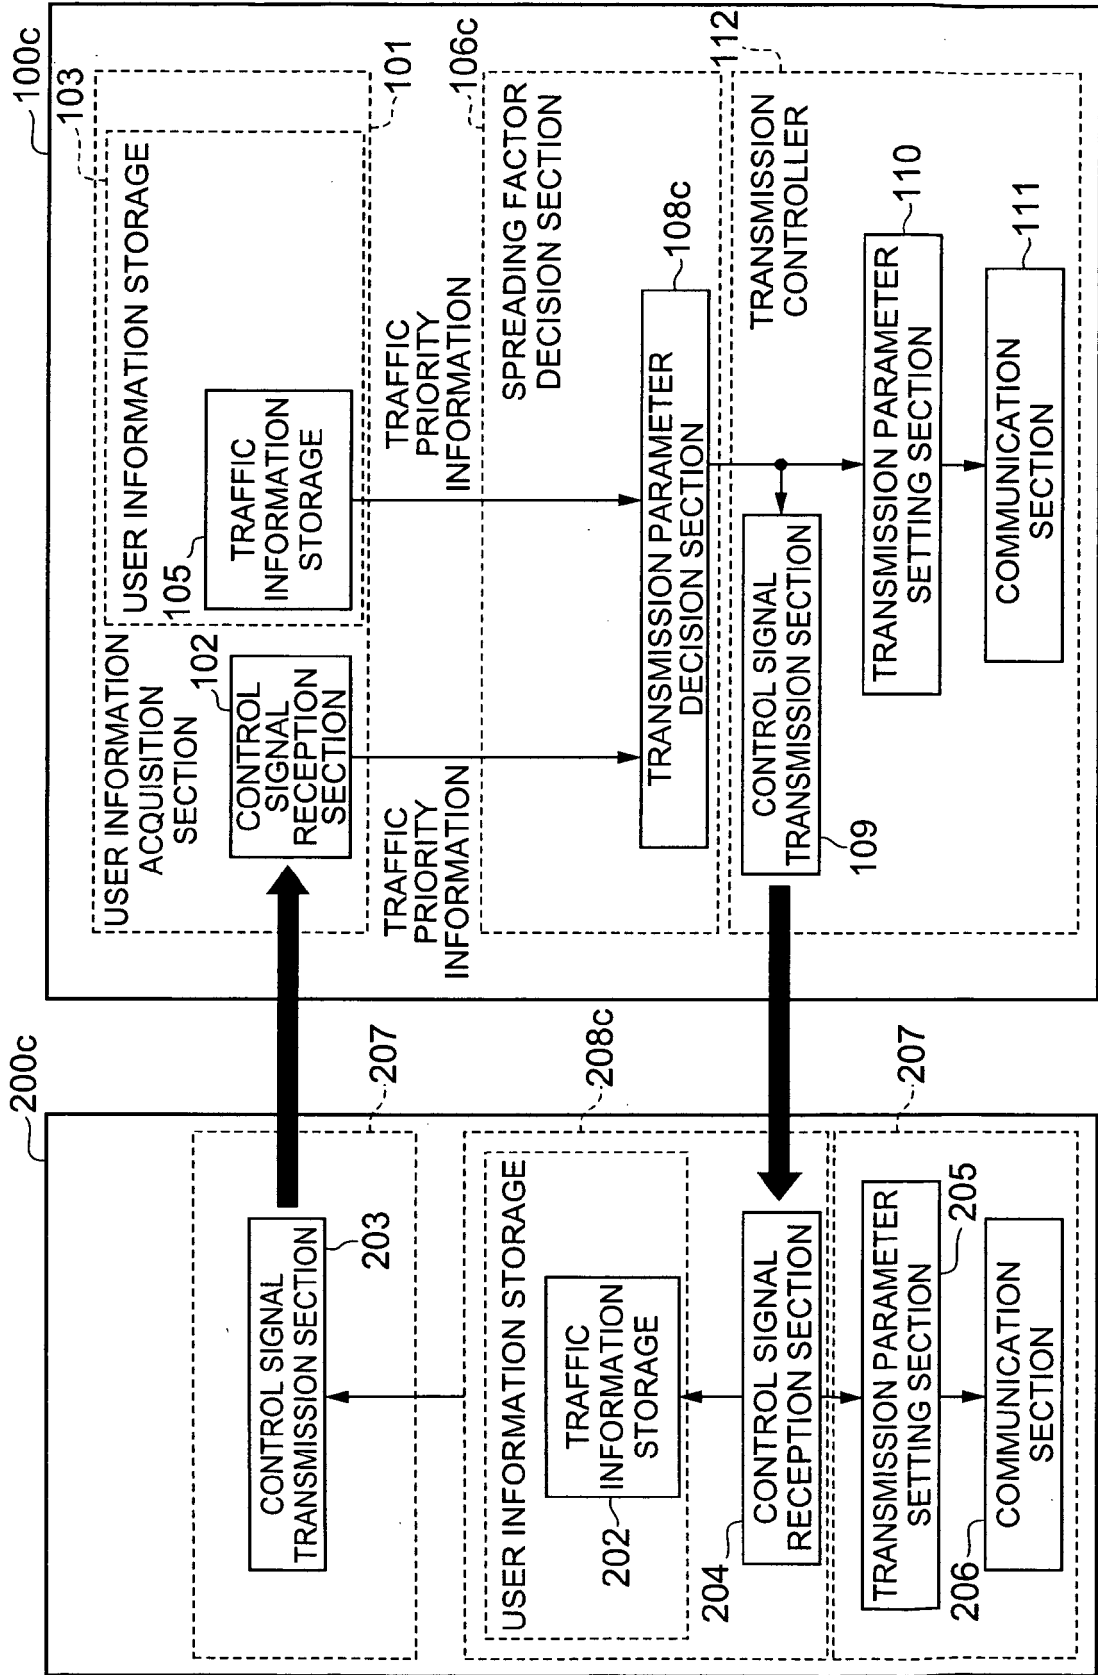 200c
207
CONTROL SIGNAL
TRANSMISSION SECTION
203
208c
USER INFORMATION STORAGE
TRAFFIC
INFORMATION
STORAGE
202
204
CONTROL SIGNAL
RECEPTION SECTION
207
TRANSMISSION PARAMETER
SETTING SECTION
205
206
COMMUNICATION
SECTION
100c
103
101
USER INFORMATION
ACQUISITION
SECTION
USER INFORMATION STORAGE
102
CONTROL
SIGNAL
RECEPTION
SECTION
105
TRAFFIC
INFORMATION
STORAGE
TRAFFIC
PRIORITY
INFORMATION
TRAFFIC
PRIORITY
INFORMATION
106c
SPREADING FACTOR
DECISION SECTION
TRANSMISSION PARAMETER
DECISION SECTION
108c
112
TRANSMISSION
CONTROLLER
CONTROL SIGNAL
TRANSMISSION SECTION
109
TRANSMISSION PARAMETER
SETTING SECTION
110
COMMUNICATION
SECTION
111